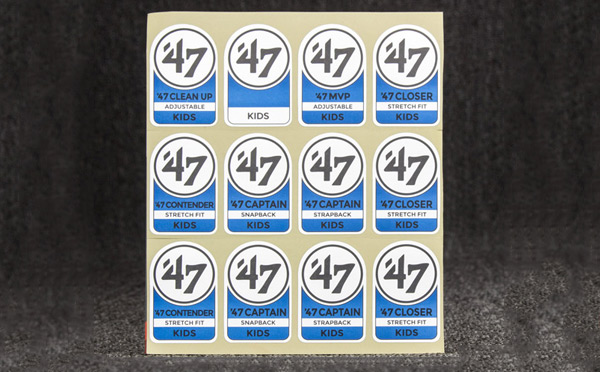 '47 '47 '47 '47
'47 CLEAN UP '47 MVP '47 CLOSER
ADJUSTABLE ADJUSTABLE STRETCH FIT
KIDS KIDS KIDS KIDS
'47 '47 '47 '47
'47 CONTENDER '47 CAPTAIN '47 CAPTAIN '47 CLOSER
STRETCH FIT SNAPBACK STRAPBACK STRETCH FIT
KIDS KIDS KIDS KIDS
'47 '47 '47 '47
'47 CONTENDER '47 CAPTAIN '47 CAPTAIN '47 CLOSER
STRETCH FIT SNAPBACK STRAPBACK STRETCH FIT
KIDS KIDS KIDS KIDS